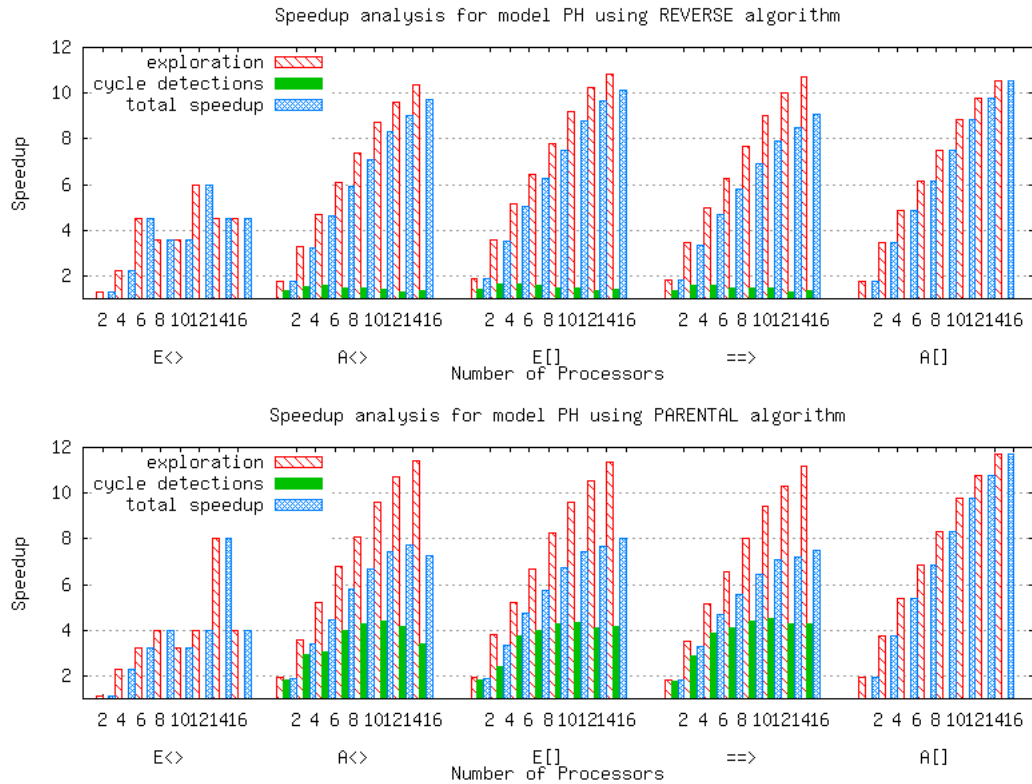 Speedup analysis for model PH using REVERSE algorithm
12
10
8
6
4
2
Speedup
exploration
cycle detections
total speedup
2 4 6 8 10121416 2 4 6 8 10121416 2 4 6 8 10121416 2 4 6 8 10121416 2 4 6 8 10121416
E<> A<> E[] ==> A[]
Number of Processors
Speedup analysis for model PH using PARENTAL algorithm
12
10
8
6
4
2
Speedup
exploration
cycle detections
total speedup
2 4 6 8 10121416 2 4 6 8 10121416 2 4 6 8 10121416 2 4 6 8 10121416 2 4 6 8 10121416
E<> A<> E[] ==> A[]
Number of Processors